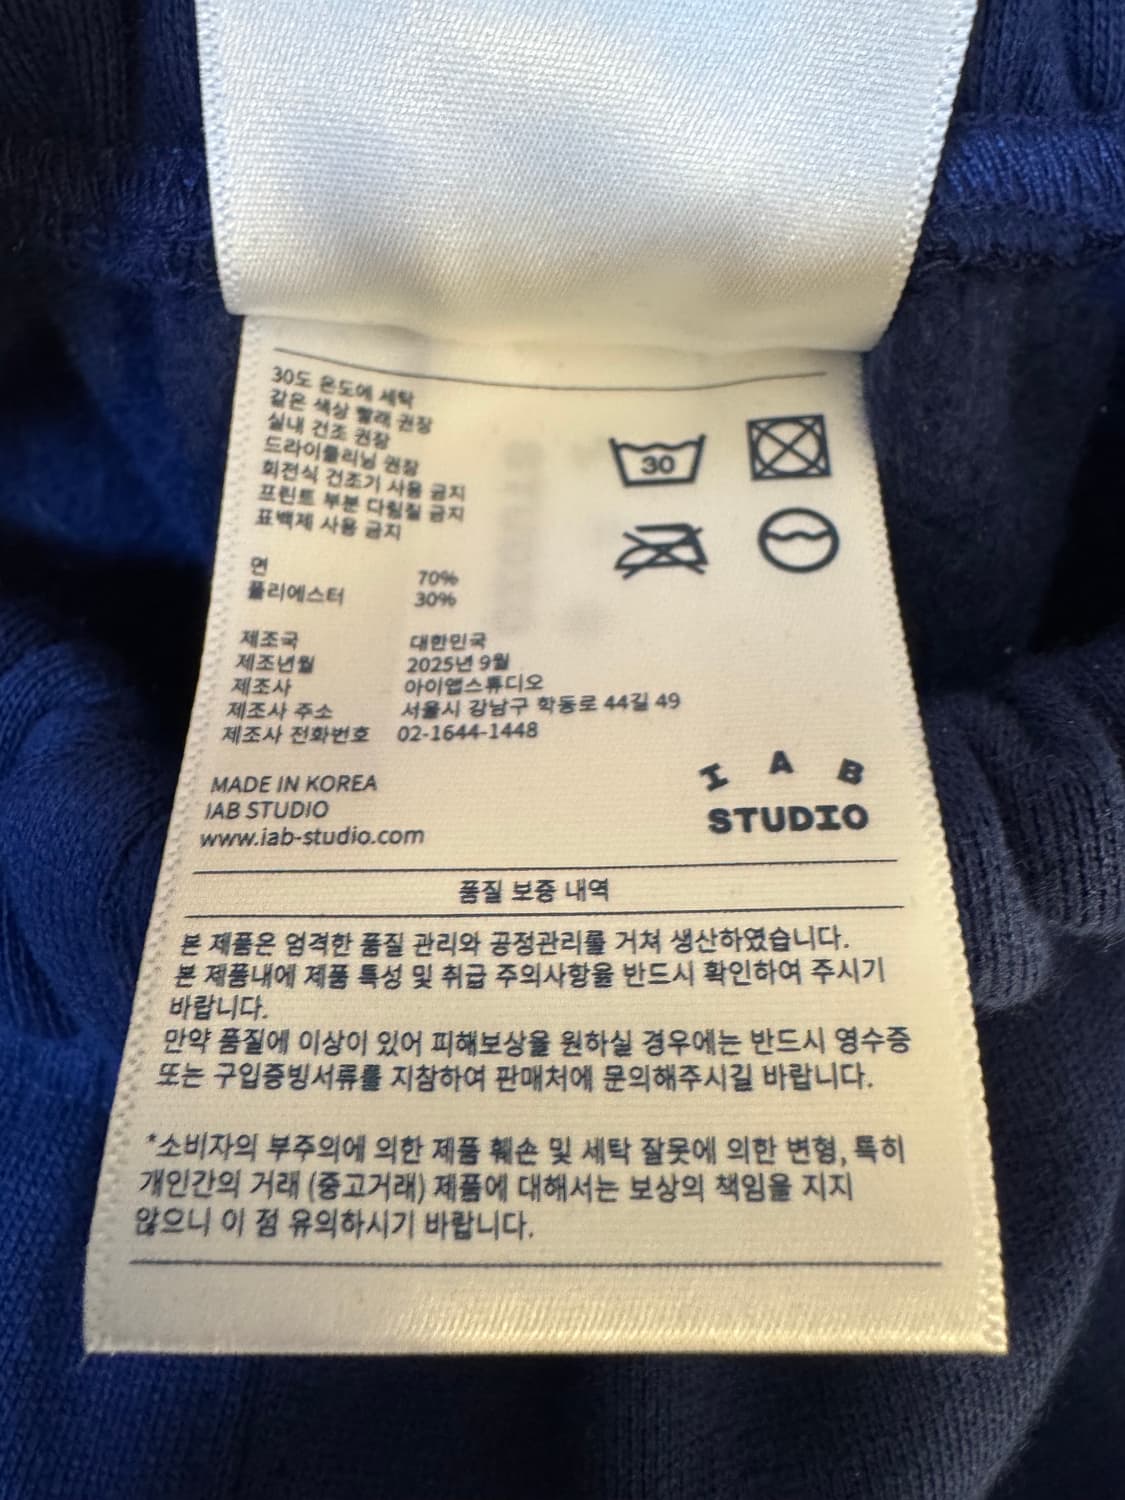 30도 온도에 세탁
같은 색상 빨래 권장
실내 건조 권장
드라이클리닝 권장
회전식 건조기 사용 금지
프린트 부분 다림질 금지
표백제 사용 금지
30
면 70%
폴리에스터 30%
제조국 대한민국
제조년월 2025년 9월
제조사 아이앱스튜디오
제조사 주소 서울시 강남구 학동로 44길 49
제조사 전화번호 02-1644-1448
MADE IN KOREA
IAB STUDIO
www.iab-studio.com
I A B
STUDIO
품질 보증 내역
본 제품은 엄격한 품질 관리와 공정관리를 거쳐 생산하였습니다.
본 제품내에 제품 특성 및 취급 주의사항을 반드시 확인하여 주시기
바랍니다.
만약 품질에 이상이 있어 피해보상을 원하실 경우에는 반드시 영수증
또는 구입증빙서류를 지참하여 판매처에 문의해주시길 바랍니다.
*소비자의 부주의에 의한 제품 훼손 및 세탁 잘못에 의한 변형, 특히
개인간의 거래 (중고거래) 제품에 대해서는 보상의 책임을 지지
않으니 이 점 유의하시기 바랍니다.